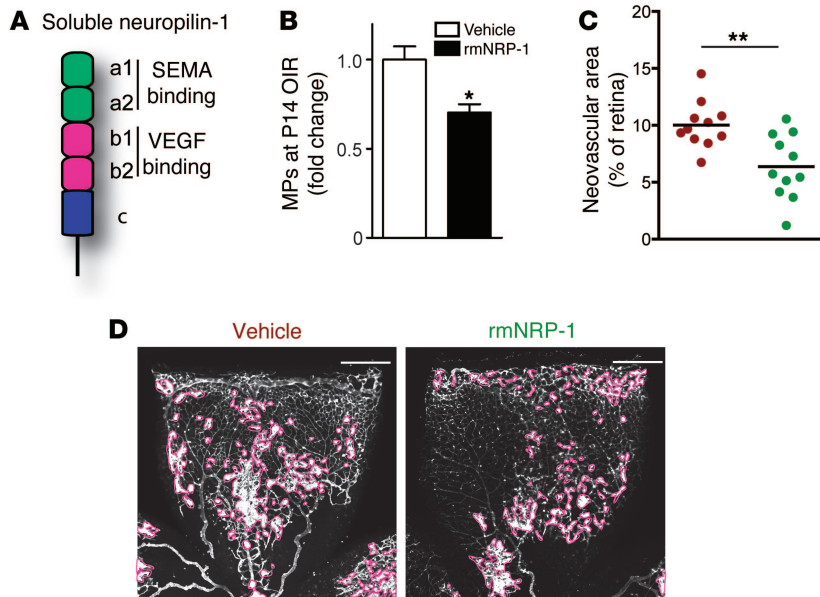 A Soluble neuropilin-1
a1
a2
SEMA
binding
b1
b2
VEGF
binding
c
B
Vehicle
rmNRP-1
MPs at P14 OIR
(fold change)
1.0
0.5
0
*
C
**
Neovascular area
(% of retina)
20
15
10
5
0
D
Vehicle
rmNRP-1